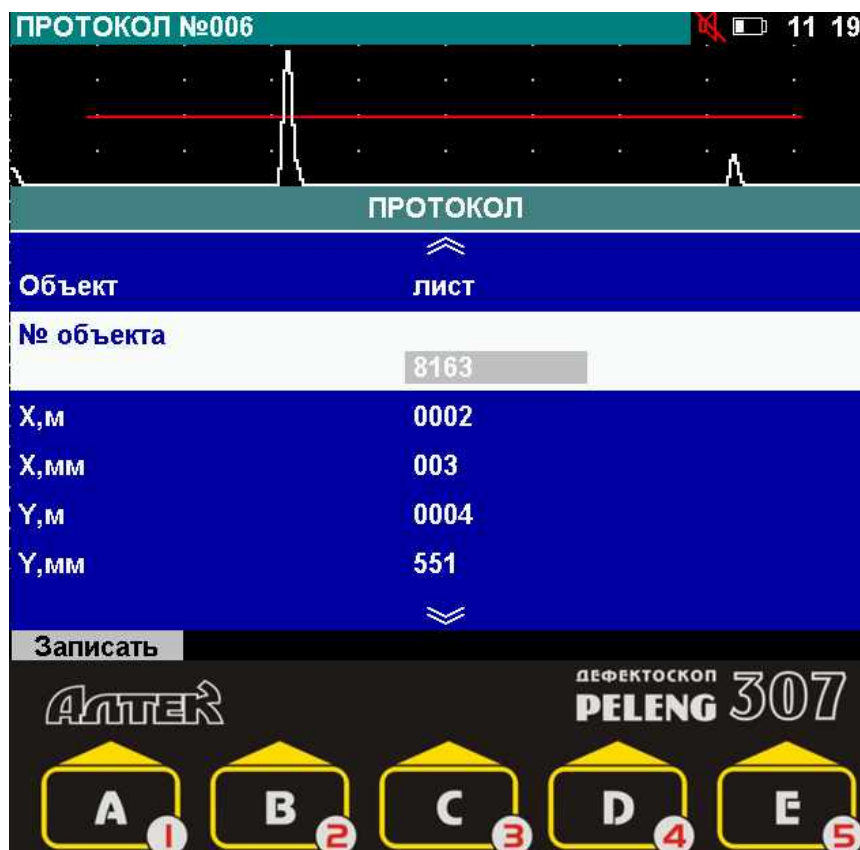 ПРОТОКОЛ №006 11 19
ПРОТОКОЛ
Объект лист
№ объекта
8163
X,м 0002
X,мм 003
Y,м 0004
Y,мм 551
Записать
АЛТЕК
ДЕФЕКТОСКОП
PELENG 307
A 1 B 2 C 3 D 4 E 5